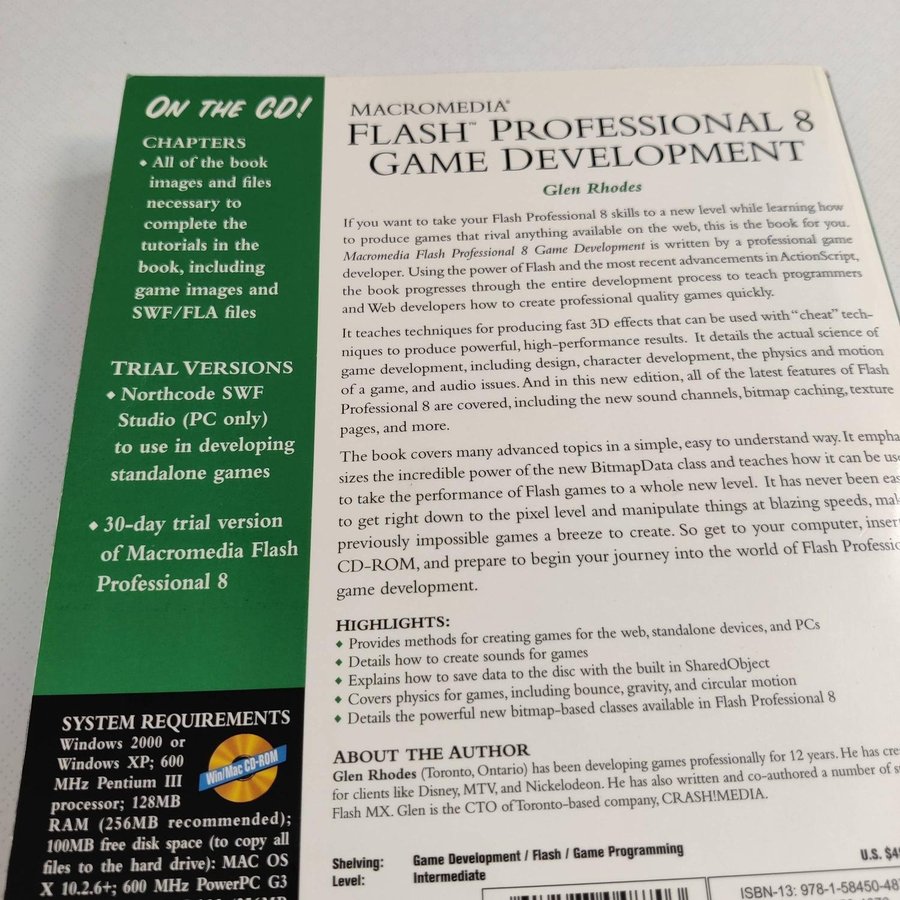 ON THE CD!
CHAPTERS
◆ All of the book
images and files
necessary to
complete the
tutorials in the
book, including
game images and
SWF/FLA files
TRIAL VERSIONS
◆ Northcode SWF
Studio (PC only)
to use in developing
standalone games
◆ 30-day trial version
of Macromedia Flash
Professional 8
SYSTEM REQUIREMENTS
Windows 2000 or
Windows XP; 600
MHz Pentium III
processor; 128MB
RAM (256MB recommended);
100MB free disk space (to copy all
files to the hard drive): MAC OS
X 10.2.6+; 600 MHz PowerPC G3
Win/Mac CD-ROM
MACROMEDIA®
FLASH™ PROFESSIONAL 8
GAME DEVELOPMENT
Glen Rhodes
If you want to take your Flash Professional 8 skills to a new level while learning how
to produce games that rival anything available on the web, this is the book for you.
Macromedia Flash Professional 8 Game Development is written by a professional game
developer. Using the power of Flash and the most recent advancements in ActionScript,
the book progresses through the entire development process to teach programmers
and Web developers how to create professional quality games quickly.
It teaches techniques for producing fast 3D effects that can be used with "cheat" tech-
niques to produce powerful, high-performance results. It details the actual science of
game development, including design, character development, the physics and motion
of a game, and audio issues. And in this new edition, all of the latest features of Flash
Professional 8 are covered, including the new sound channels, bitmap caching, texture
pages, and more.
The book covers many advanced topics in a simple, easy to understand way. It empha
sizes the incredible power of the new BitmapData class and teaches how it can be use
to take the performance of Flash games to a whole new level. It has never been eas
to get right down to the pixel level and manipulate things at blazing speeds, mak
previously impossible games a breeze to create. So get to your computer, inser
CD-ROM, and prepare to begin your journey into the world of Flash Professio
game development.
HIGHLIGHTS:
◆ Provides methods for creating games for the web, standalone devices, and PCs
◆ Details how to create sounds for games
◆ Explains how to save data to the disc with the built in SharedObject
◆ Covers physics for games, including bounce, gravity, and circular motion
◆ Details the powerful new bitmap-based classes available in Flash Professional 8
ABOUT THE AUTHOR
Glen Rhodes (Toronto, Ontario) has been developing games professionally for 12 years. He has cre
for clients like Disney, MTV, and Nickelodeon. He has also written and co-authored a number of
Flash MX. Glen is the CTO of Toronto-based company, CRASH!MEDIA.
Shelving: Game Development / Flash / Game Programming
Level: Intermediate
U.S. $4
ISBN-13: 978-1-58450-48